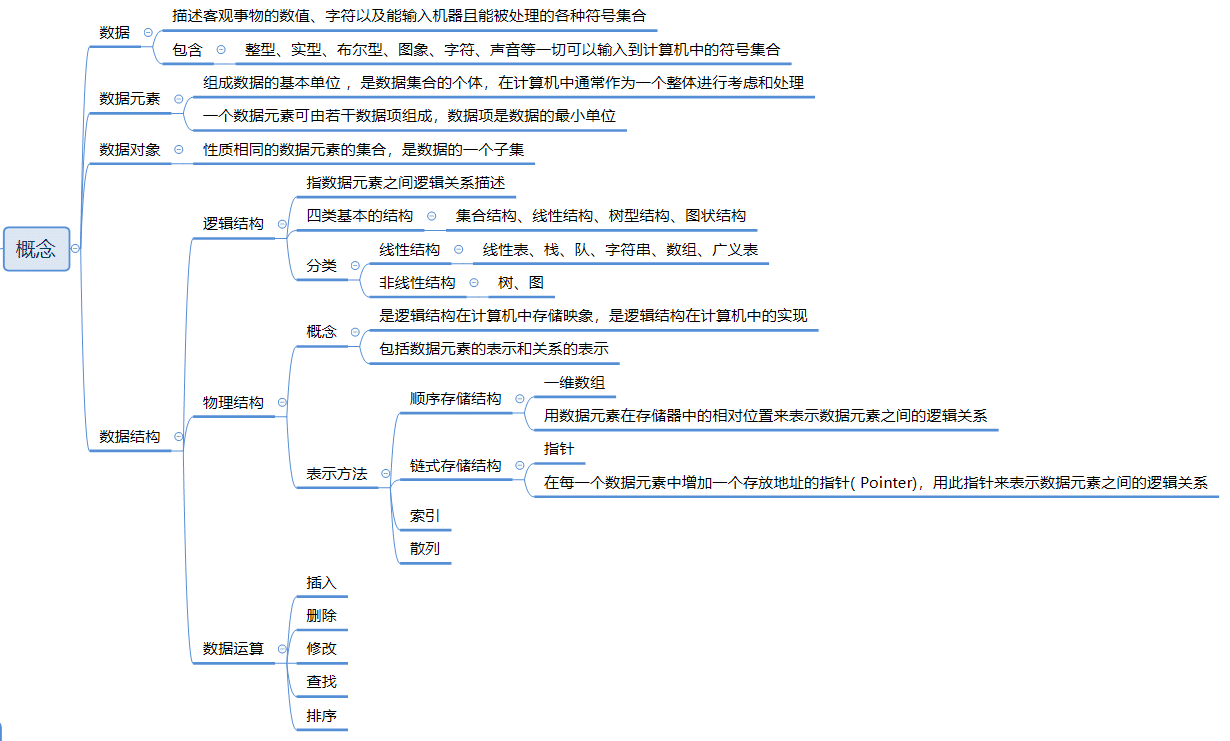 概念
数据
描述客观事物的数值、字符以及能输入机器且能被处理的各种符号集合
包含
整型、实型、布尔型、图象、字符、声音等一切可以输入到计算机中的符号集合
数据元素
组成数据的基本单位 ，是数据集合的个体，在计算机中通常作为一个整体进行考虑和处理
一个数据元素可由若干数据项组成，数据项是数据的最小单位
数据对象
性质相同的数据元素的集合，是数据的一个子集
数据结构
逻辑结构
指数据元素之间逻辑关系描述
四类基本的结构
集合结构、线性结构、树型结构、图状结构
分类
线性结构
线性表、栈、队、字符串、数组、广义表
非线性结构
树、图
物理结构
概念
是逻辑结构在计算机中存储映象，是逻辑结构在计算机中的实现
包括数据元素的表示和关系的表示
表示方法
顺序存储结构
一维数组
用数据元素在存储器中的相对位置来表示数据元素之间的逻辑关系
链式存储结构
指针
在每一个数据元素中增加一个存放地址的指针( Pointer)，用此指针来表示数据元素之间的逻辑关系
索引
散列
数据运算
插入
删除
修改
查找
排序